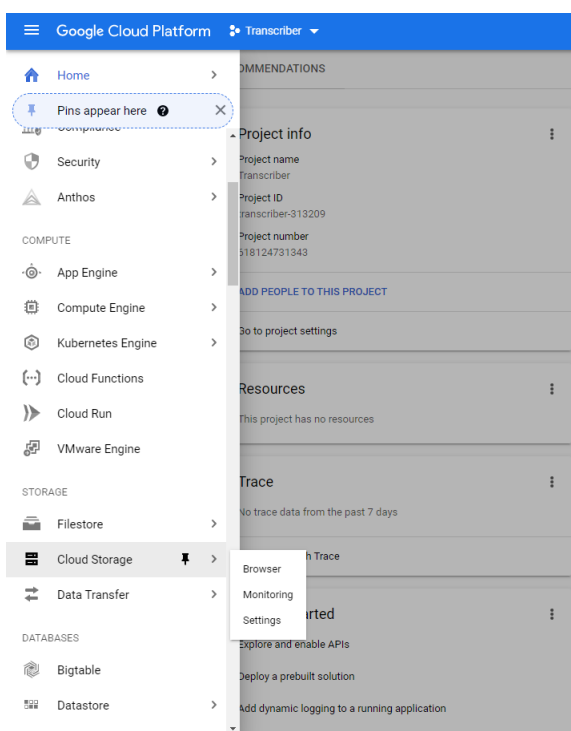 Google Cloud Platform
Transcriber
Home
Pins appear here
Compliance
Security
Anthos
COMPUTE
App Engine
Compute Engine
Kubernetes Engine
Cloud Functions
Cloud Run
VMware Engine
STORAGE
Filestore
Cloud Storage
Data Transfer
DATABASES
Bigtable
Datastore
Browser
Monitoring
Settings
OMMENDATIONS
Project info
Project name
Transcriber
Project ID
transcriber-313209
Project number
618124731343
ADD PEOPLE TO THIS PROJECT
Go to project settings
Resources
This project has no resources
Trace
No trace data from the past 7 days
Trace
Explore and enable APIs
Deploy a prebuilt solution
Add dynamic logging to a running application